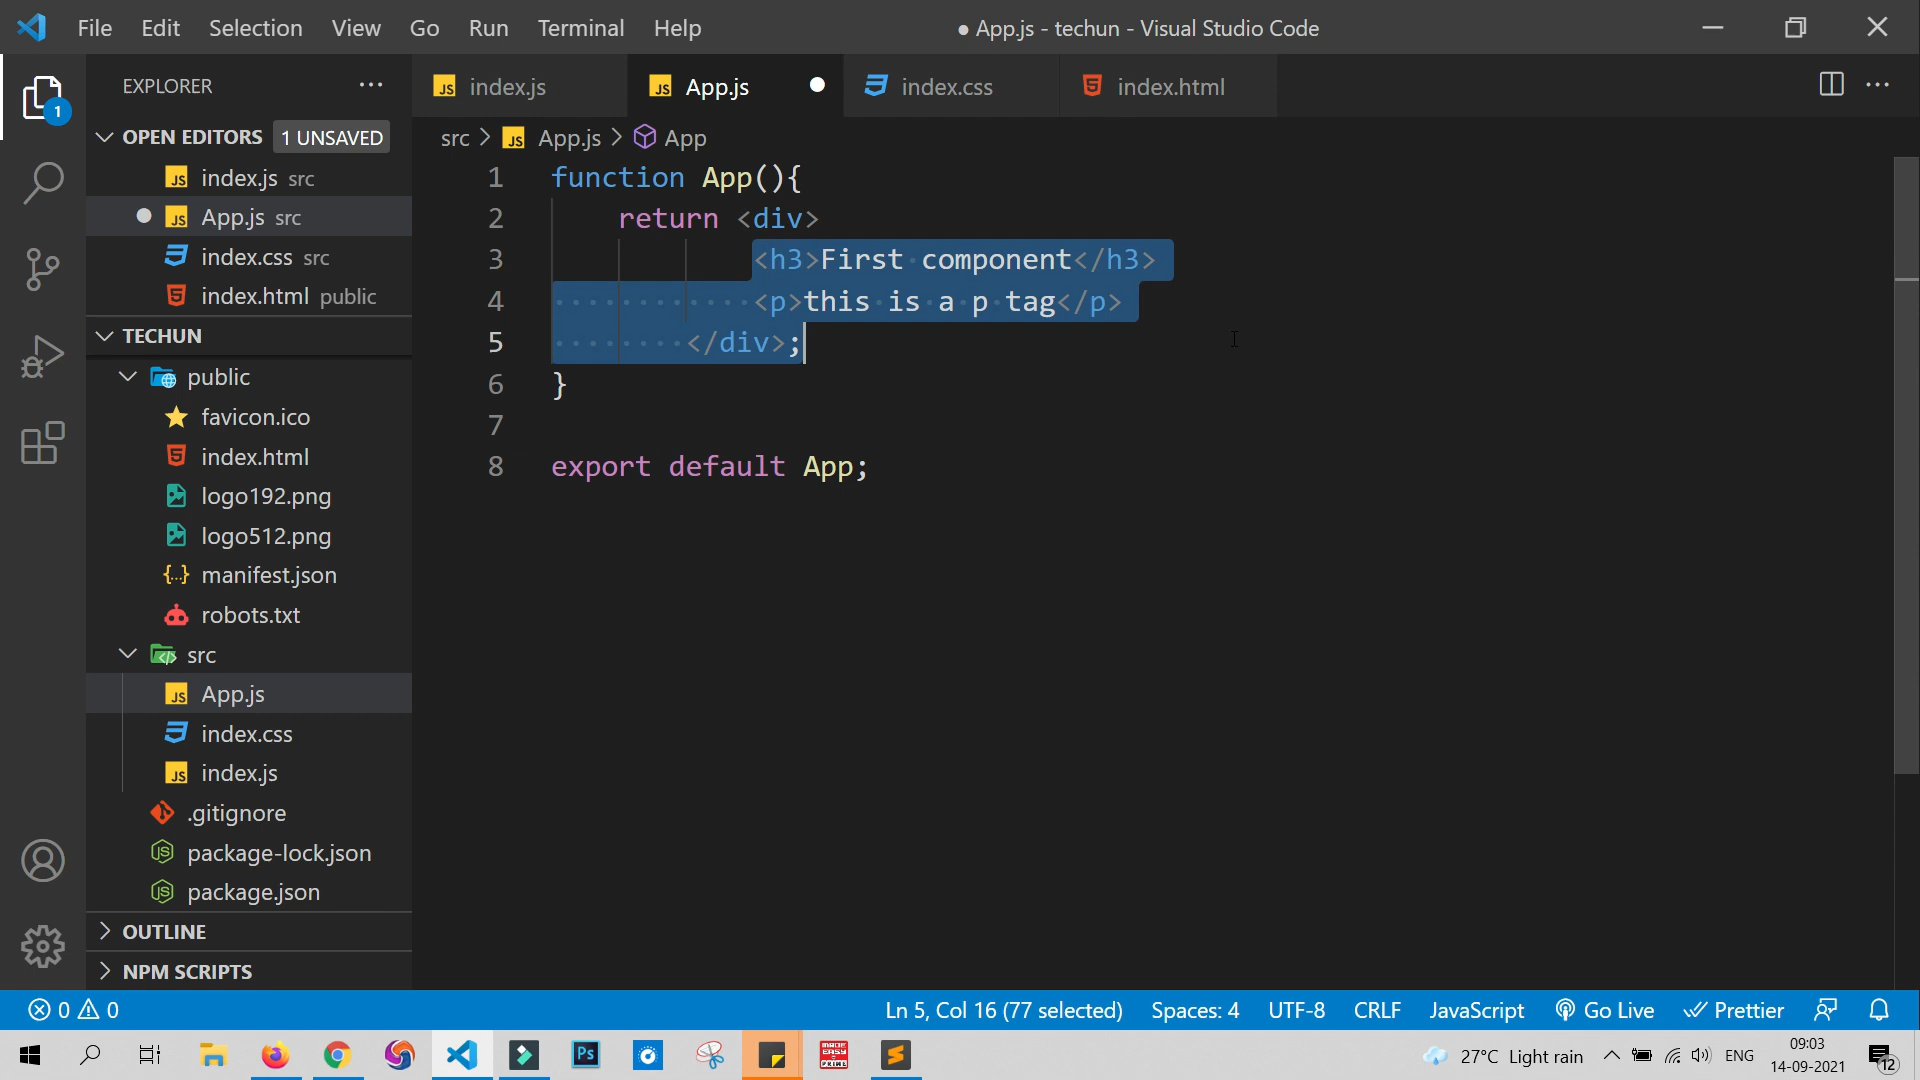 File Edit Selection View Go Run Terminal Help
● App.js - techun - Visual Studio Code
1
EXPLORER
OPEN EDITORS 1 UNSAVED
index.js src
App.js src
index.css src
index.html public
TECHUN
public
favicon.ico
index.html
logo192.png
logo512.png
manifest.json
robots.txt
src
App.js
index.css
index.js
.gitignore
package-lock.json
package.json
OUTLINE
NPM SCRIPTS
index.js App.js index.css index.html
src > App.js > App
1 function App(){
2 return <div>
3 <h3>First component</h3>
4 <p>this is a p tag</p>
5 </div>;
6 }
7
8 export default App;
0 0
Ln 5, Col 16 (77 selected) Spaces: 4 UTF-8 CRLF JavaScript Go Live Prettier
Ps
MADE EASY PRIME
27°C Light rain ENG
09:03
14-09-2021
12